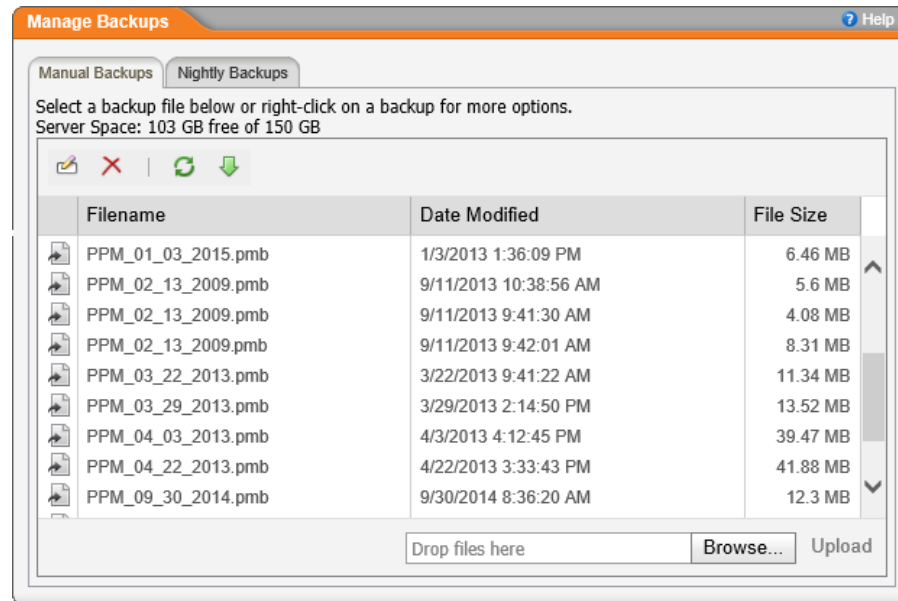 Manage Backups
Help
Manual Backups Nightly Backups
Select a backup file below or right-click on a backup for more options.
Server Space: 103 GB free of 150 GB
Filename Date Modified File Size
PPM_01_03_2015.pmb 1/3/2013 1:36:09 PM 6.46 MB
PPM_02_13_2009.pmb 9/11/2013 10:38:56 AM 5.6 MB
PPM_02_13_2009.pmb 9/11/2013 9:41:30 AM 4.08 MB
PPM_02_13_2009.pmb 9/11/2013 9:42:01 AM 8.31 MB
PPM_03_22_2013.pmb 3/22/2013 9:41:22 AM 11.34 MB
PPM_03_29_2013.pmb 3/29/2013 2:14:50 PM 13.52 MB
PPM_04_03_2013.pmb 4/3/2013 4:12:45 PM 39.47 MB
PPM_04_22_2013.pmb 4/22/2013 3:33:43 PM 41.88 MB
PPM_09_30_2014.pmb 9/30/2014 8:36:20 AM 12.3 MB
Drop files here Browse... Upload